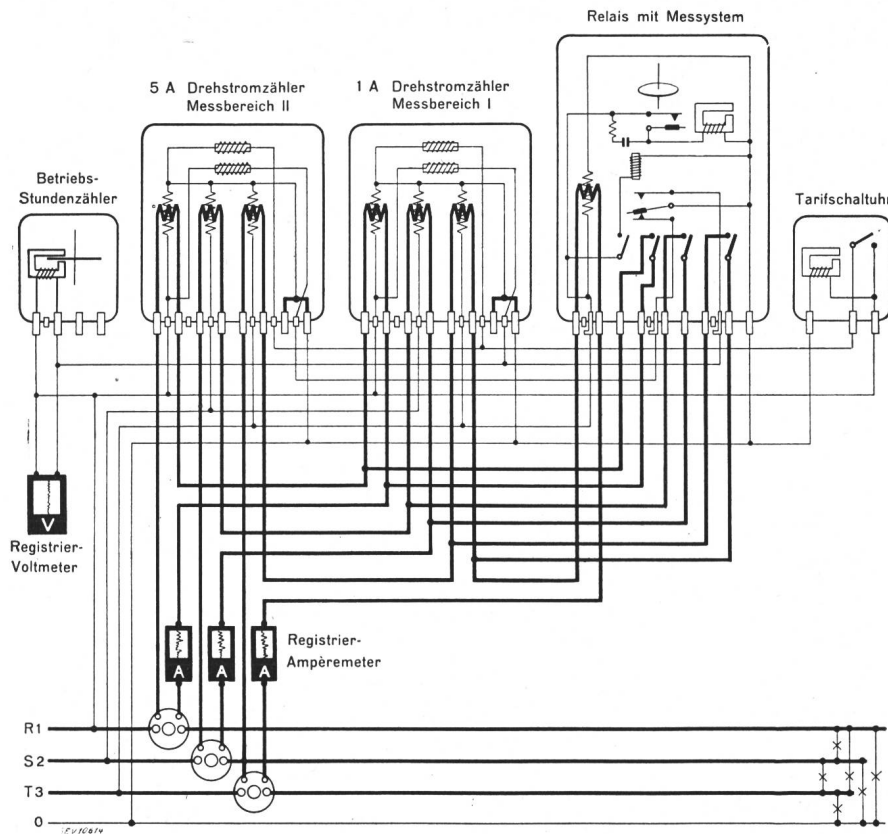 Relais mit Messystem
5 A Drehstromzähler
Messbereich II
1 A Drehstromzähler
Messbereich I
Betriebs-
Stundenzähler
Tarifschaltuhr
V
Registrier-
Voltmeter
A A A
Registrier-
Ampèremeter
R1
S2
T3
0
EV10614